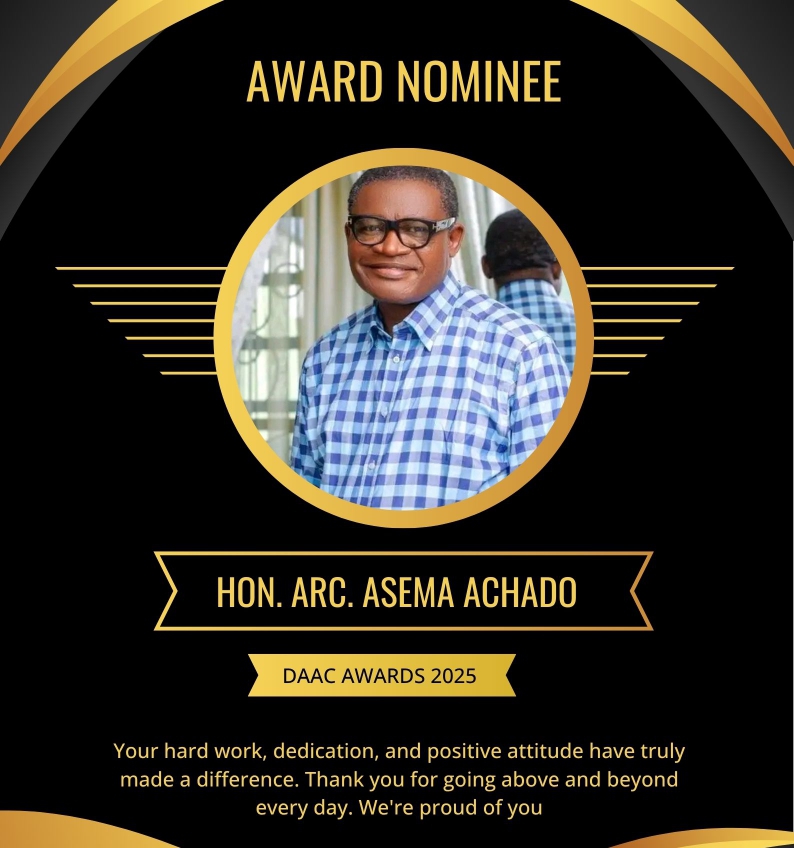 AWARD NOMINEE
HON. ARC. ASEMA ACHADO
DAAC AWARDS 2025
Your hard work, dedication, and positive attitude have truly
made a difference. Thank you for going above and beyond
every day. We're proud of you